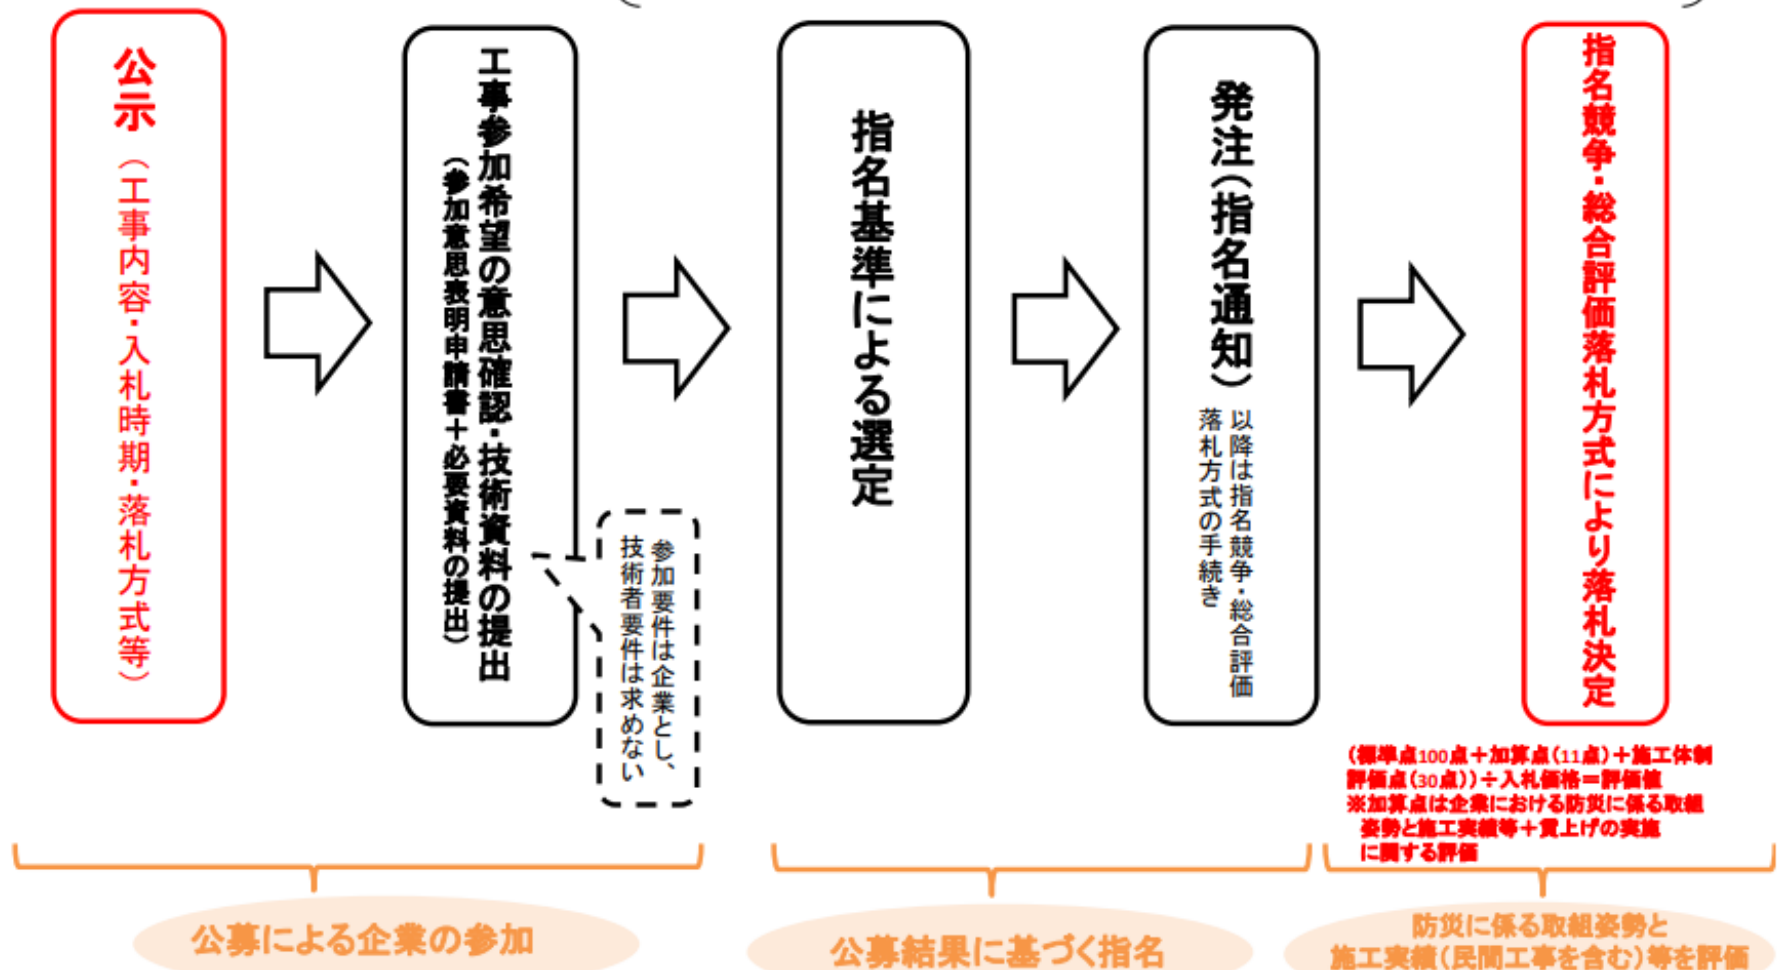 公示（工事内容・入札時期・落札方式等）
工事参加希望の意思確認・技術資料の提出
（参加意思表明申請書＋必要資料の提出）
参加要件は企業とし、
技術者要件は求めない
指名基準による選定
発注（指名通知）
以降は指名競争・総合評価
落札方式の手続き
指名競争・総合評価落札方式により落札決定
（標準点100点＋加算点（11点）＋施工体制
評価点（30点））÷入札価格＝評価値
※加算点は企業における防災に係る取組
姿勢と施工実績等＋賃上げの実施
に関する評価
公募による企業の参加
公募結果に基づく指名
防災に係る取組姿勢と
施工実績（民間工事を含む）等を評価